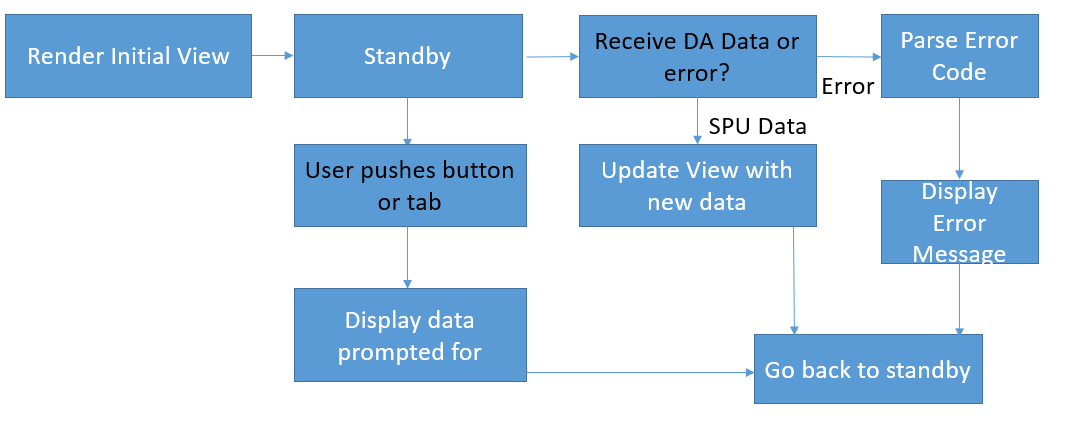 Render Initial View
Standby
Receive DA Data or
error?
Parse Error
Code
Error
SPU Data
User pushes button
or tab
Update View with
new data
Display
Error
Message
Display data
prompted for
Go back to standby